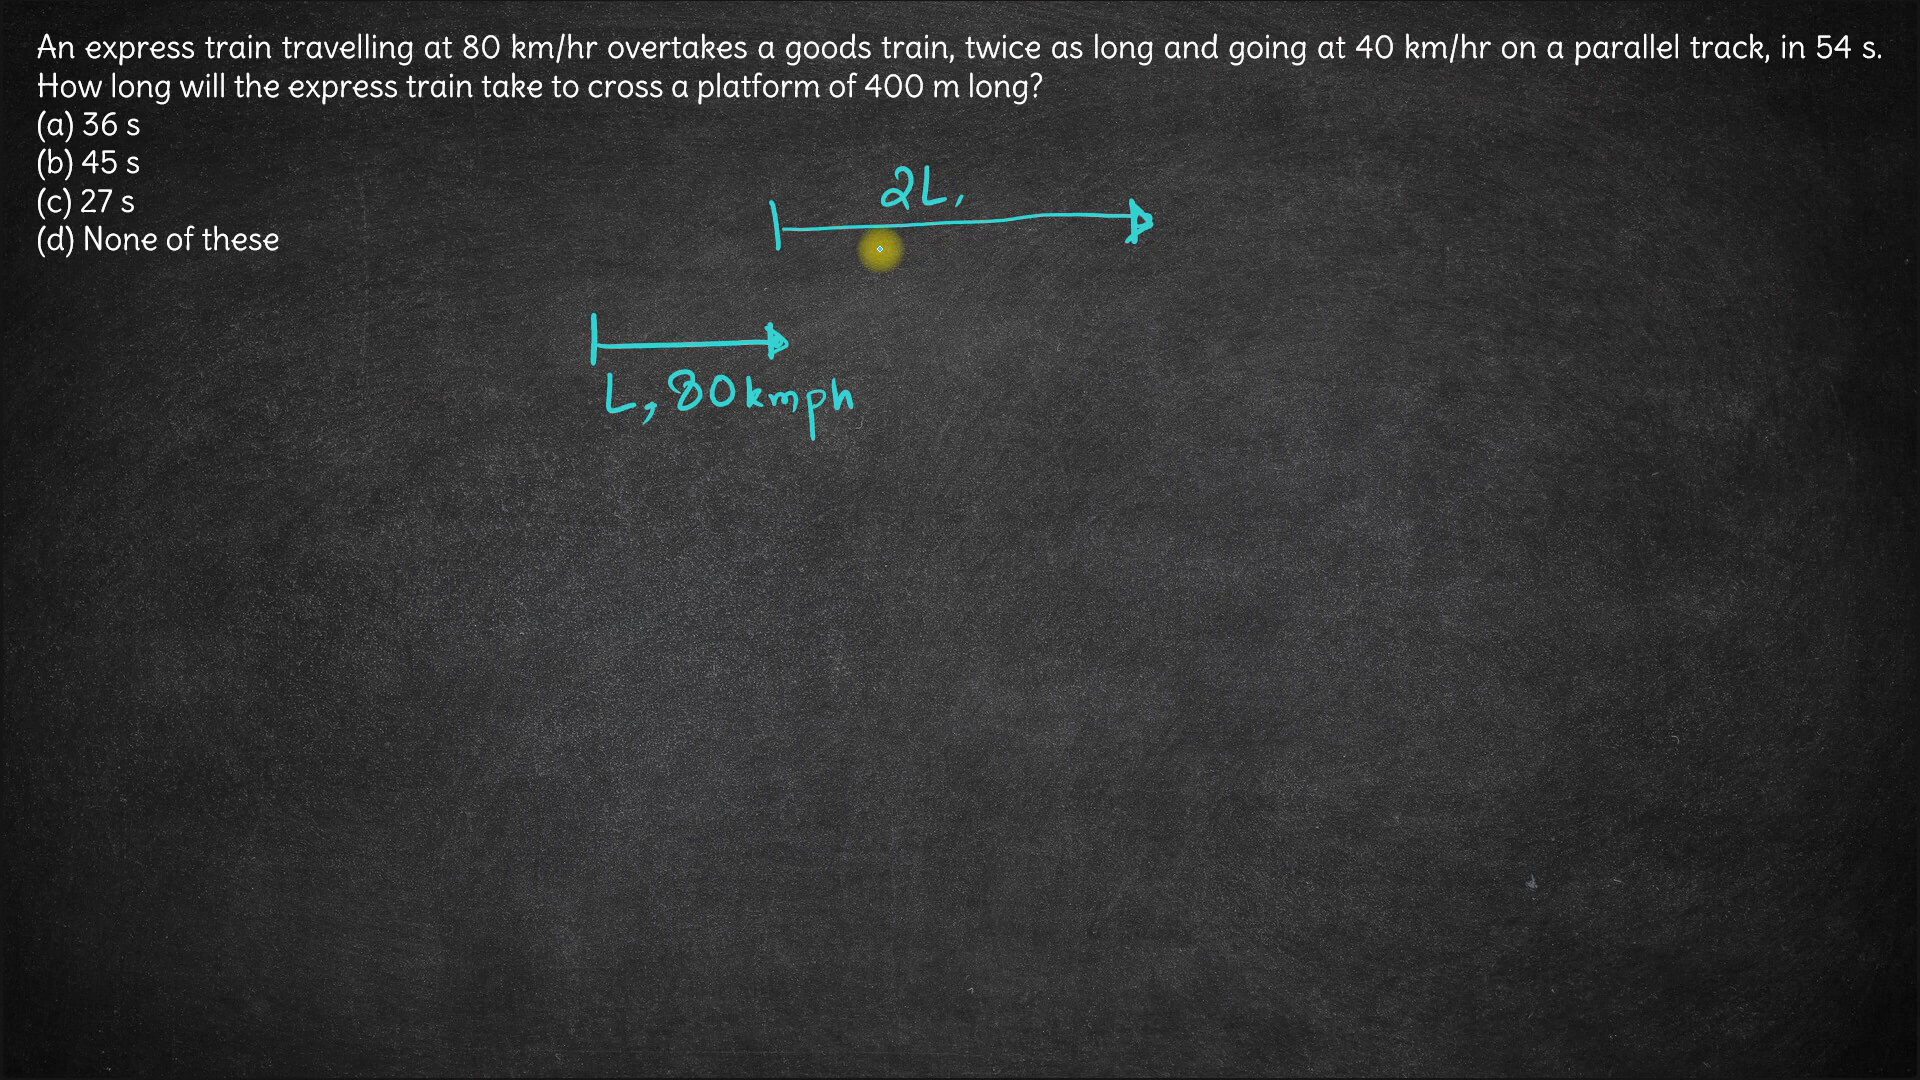 An express train travelling at 80 km/hr overtakes a goods train, twice as long and going at 40 km/hr on a parallel track, in 54 s.
How long will the express train take to cross a platform of 400 m long?
(a) 36 s
(b) 45 s
(c) 27 s
(d) None of these
2L,
L, 80kmph